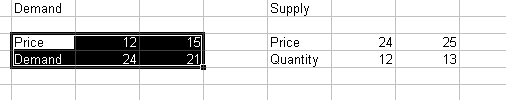 Demand Supply
Price 12 15 Price 24 25
Demand 24 21 Quantity 12 13